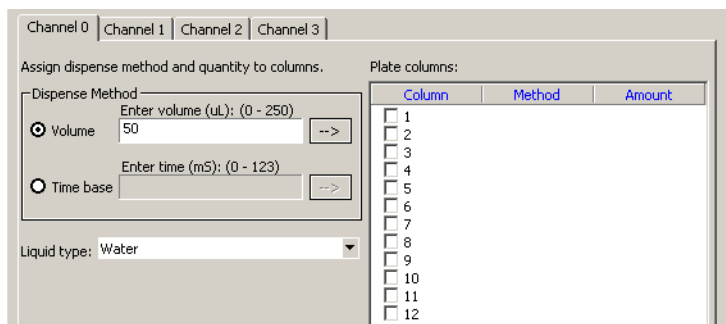 Channel 0 Channel 1 Channel 2 Channel 3
Assign dispense method and quantity to columns.
Dispense Method
Enter volume (uL): (0 - 250)
Volume 50 -->
Enter time (mS): (0 - 123)
Time base -->
Liquid type: Water
Plate columns:
Column Method Amount
1
2
3
4
5
6
7
8
9
10
11
12